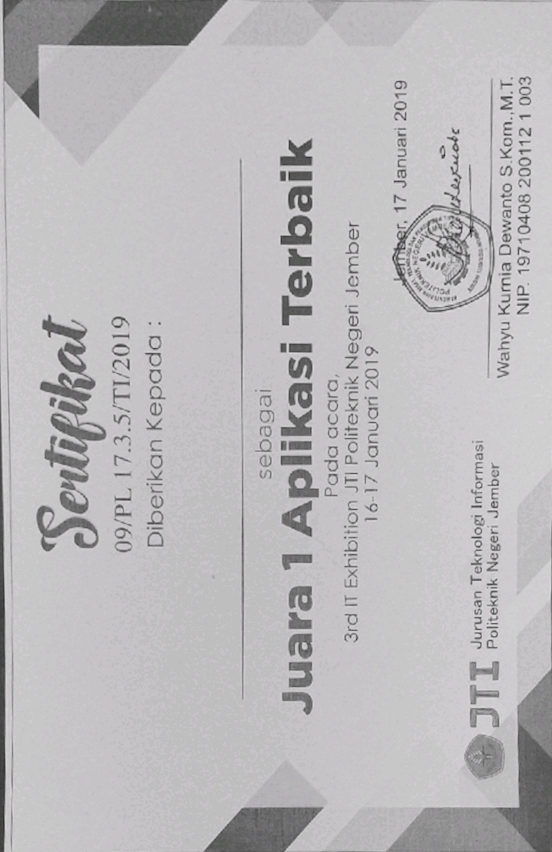 Sertifikat
09/PL 17.3.5/TI/2019
Diberikan Kepada :
sebagai
Juara 1 Aplikasi Terbaik
Pada acara,
3rd IT Exhibition JTI Politeknik Negeri Jember
16-17 Januari 2019
Jember, 17 Januari 2019
Wahyu Kurnia Dewanto S.Kom.,M.T.
NIP. 19710408 200112 1 003
JTI
Jurusan Teknologi Informasi
Politeknik Negeri Jember